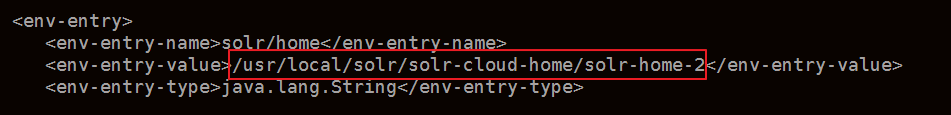 <env-entry>
<env-entry-name>solr/home</env-entry-name>
<env-entry-value>/usr/local/solr/solr-cloud-home/solr-home-2</env-entry-value>
<env-entry-type>java.lang.String</env-entry-type>